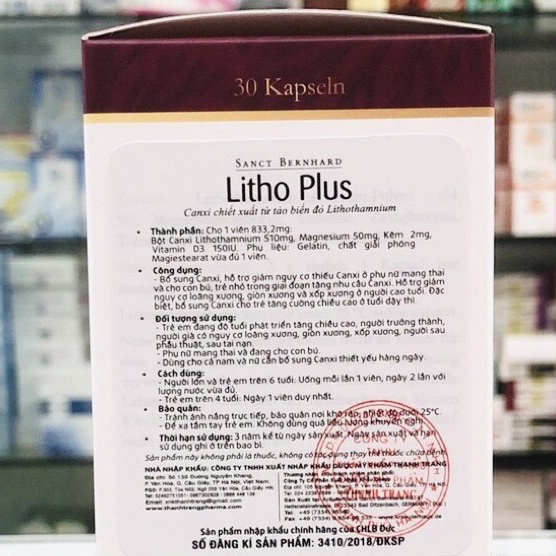 30 Kapseln
SANCT BERNHARD
Litho Plus
Canxi chiết xuất từ tảo biển đỏ Lithothamnium
• Thành phần: Cho 1 viên 833,2mg:
Bột Canxi Lithothamnium 510mg, Magnesium 50mg, Kẽm 2mg,
Vitamin D3 150IU. Phụ liệu: Gelatin, chất giải phóng
Magiestearat vừa đủ 1 viên.
• Công dụng:
- Bổ sung Canxi, hỗ trợ giảm nguy cơ thiếu Canxi ở phụ nữ mang thai
và cho con bú, trẻ nhỏ trong giai đoạn tăng nhu cầu Canxi. Hỗ trợ giảm
nguy cơ loãng xương, giòn xương và xốp xương ở người cao tuổi. Đặc
biệt, bổ sung Canxi cho trẻ tăng cường chiều cao ở tuổi dậy thì.
• Đối tượng sử dụng:
- Trẻ em đang độ tuổi phát triển tăng chiều cao, người trưởng thành,
người già có nguy cơ loãng xương, giòn xương, xốp xương, người sau
phẫu thuật, sau tai nạn.
- Phụ nữ mang thai và đang cho con bú.
- Dùng cho cả nam và nữ cần bổ sung Canxi thiết yếu hàng ngày.
• Cách dùng:
- Người lớn và trẻ em trên 6 tuổi: Uống mỗi lần 1 viên, ngày 2 lần với
lượng nước vừa đủ.
- Trẻ em trên 4 tuổi: Ngày 1 viên duy nhất.
• Bảo quản:
- Tránh ánh nắng trực tiếp, bảo quản nơi khô ráo, nhiệt độ dưới 25°C.
- Để xa tầm tay trẻ em. Không dùng quá liều lượng khuyến nghị.
• Thời hạn sử dụng: 3 năm kể từ ngày sản xuất. Ngày sản xuất và hạn
sử dụng ghi ở trên bao bì.
Sản phẩm này không phải là thuốc, không có tác dụng thay thế thuốc chữa bệnh
NHÀ NHẬP KHẨU: CÔNG TY TNHH XUẤT NHẬP KHẨU DƯỢC MỸ PHẨM THANH TRANG
Sản phẩm nhập khẩu chính hãng của CHLB Đức
SỐ ĐĂNG KÍ SẢN PHẨM: 3410/2018/ĐKSP